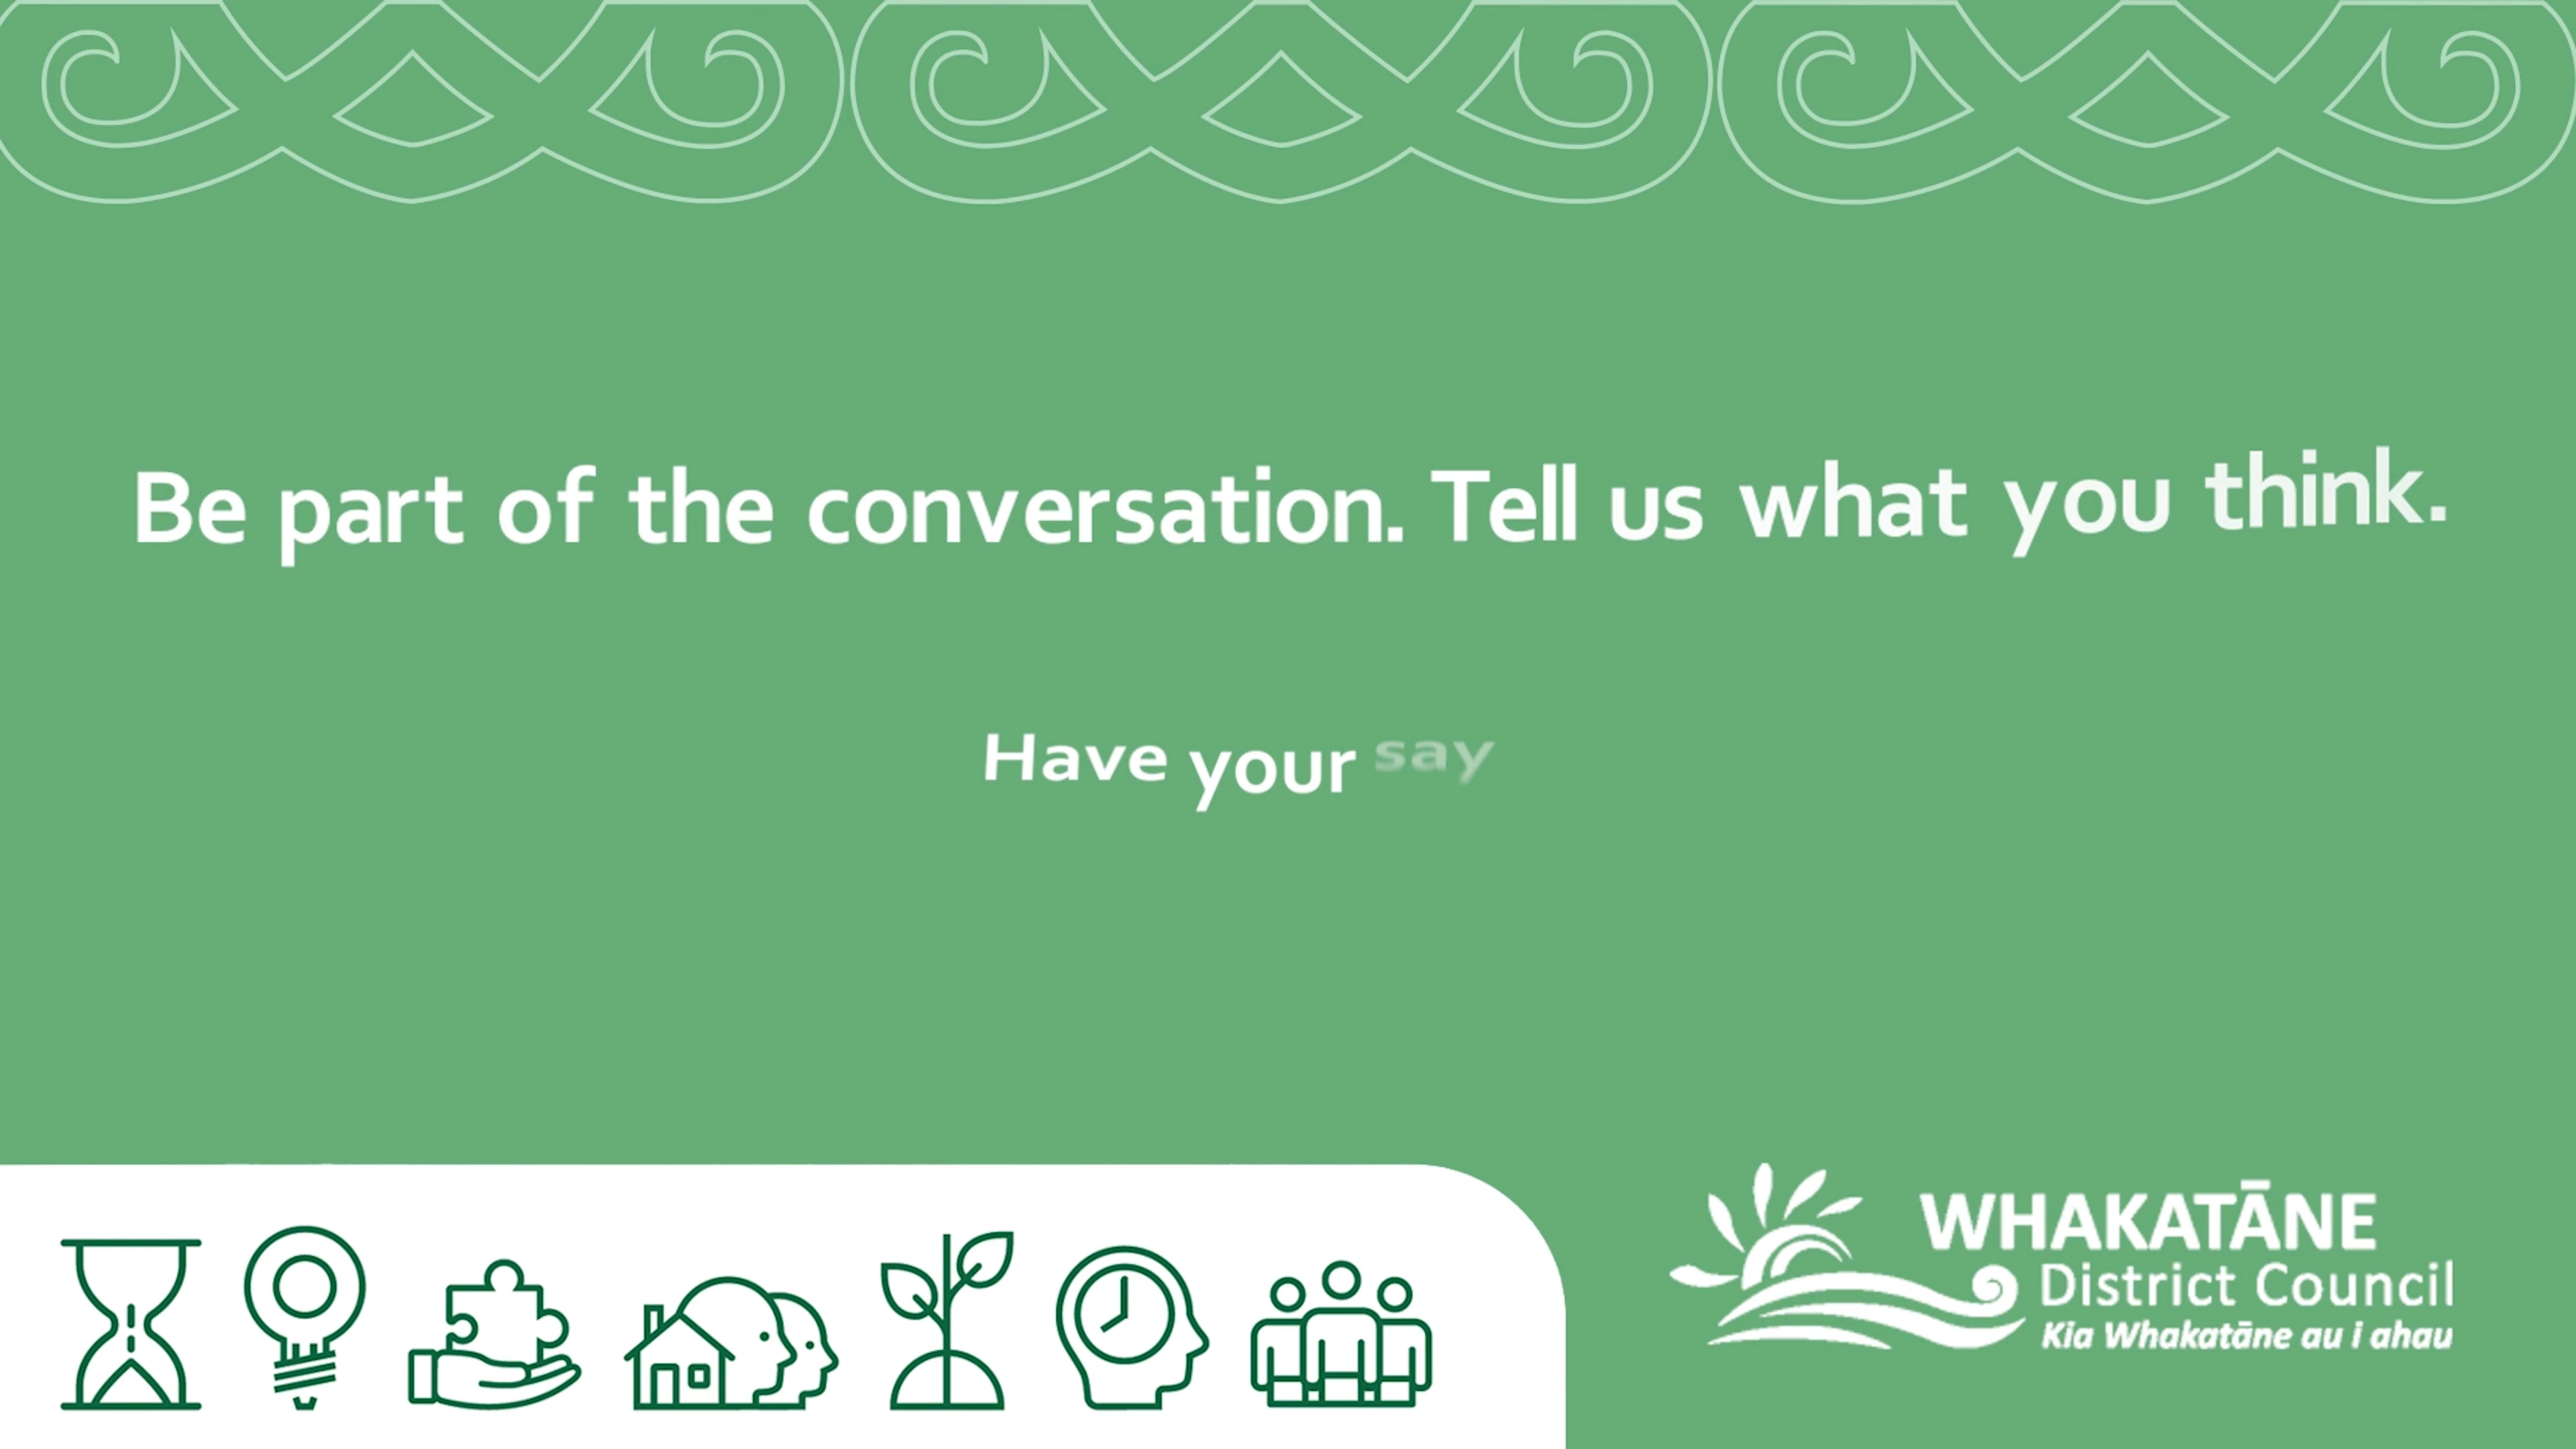 Be part of the conversation. Tell us what you think.
Have your say
WHAKATĀNE
District Council
Kia Whakatāne au i ahau